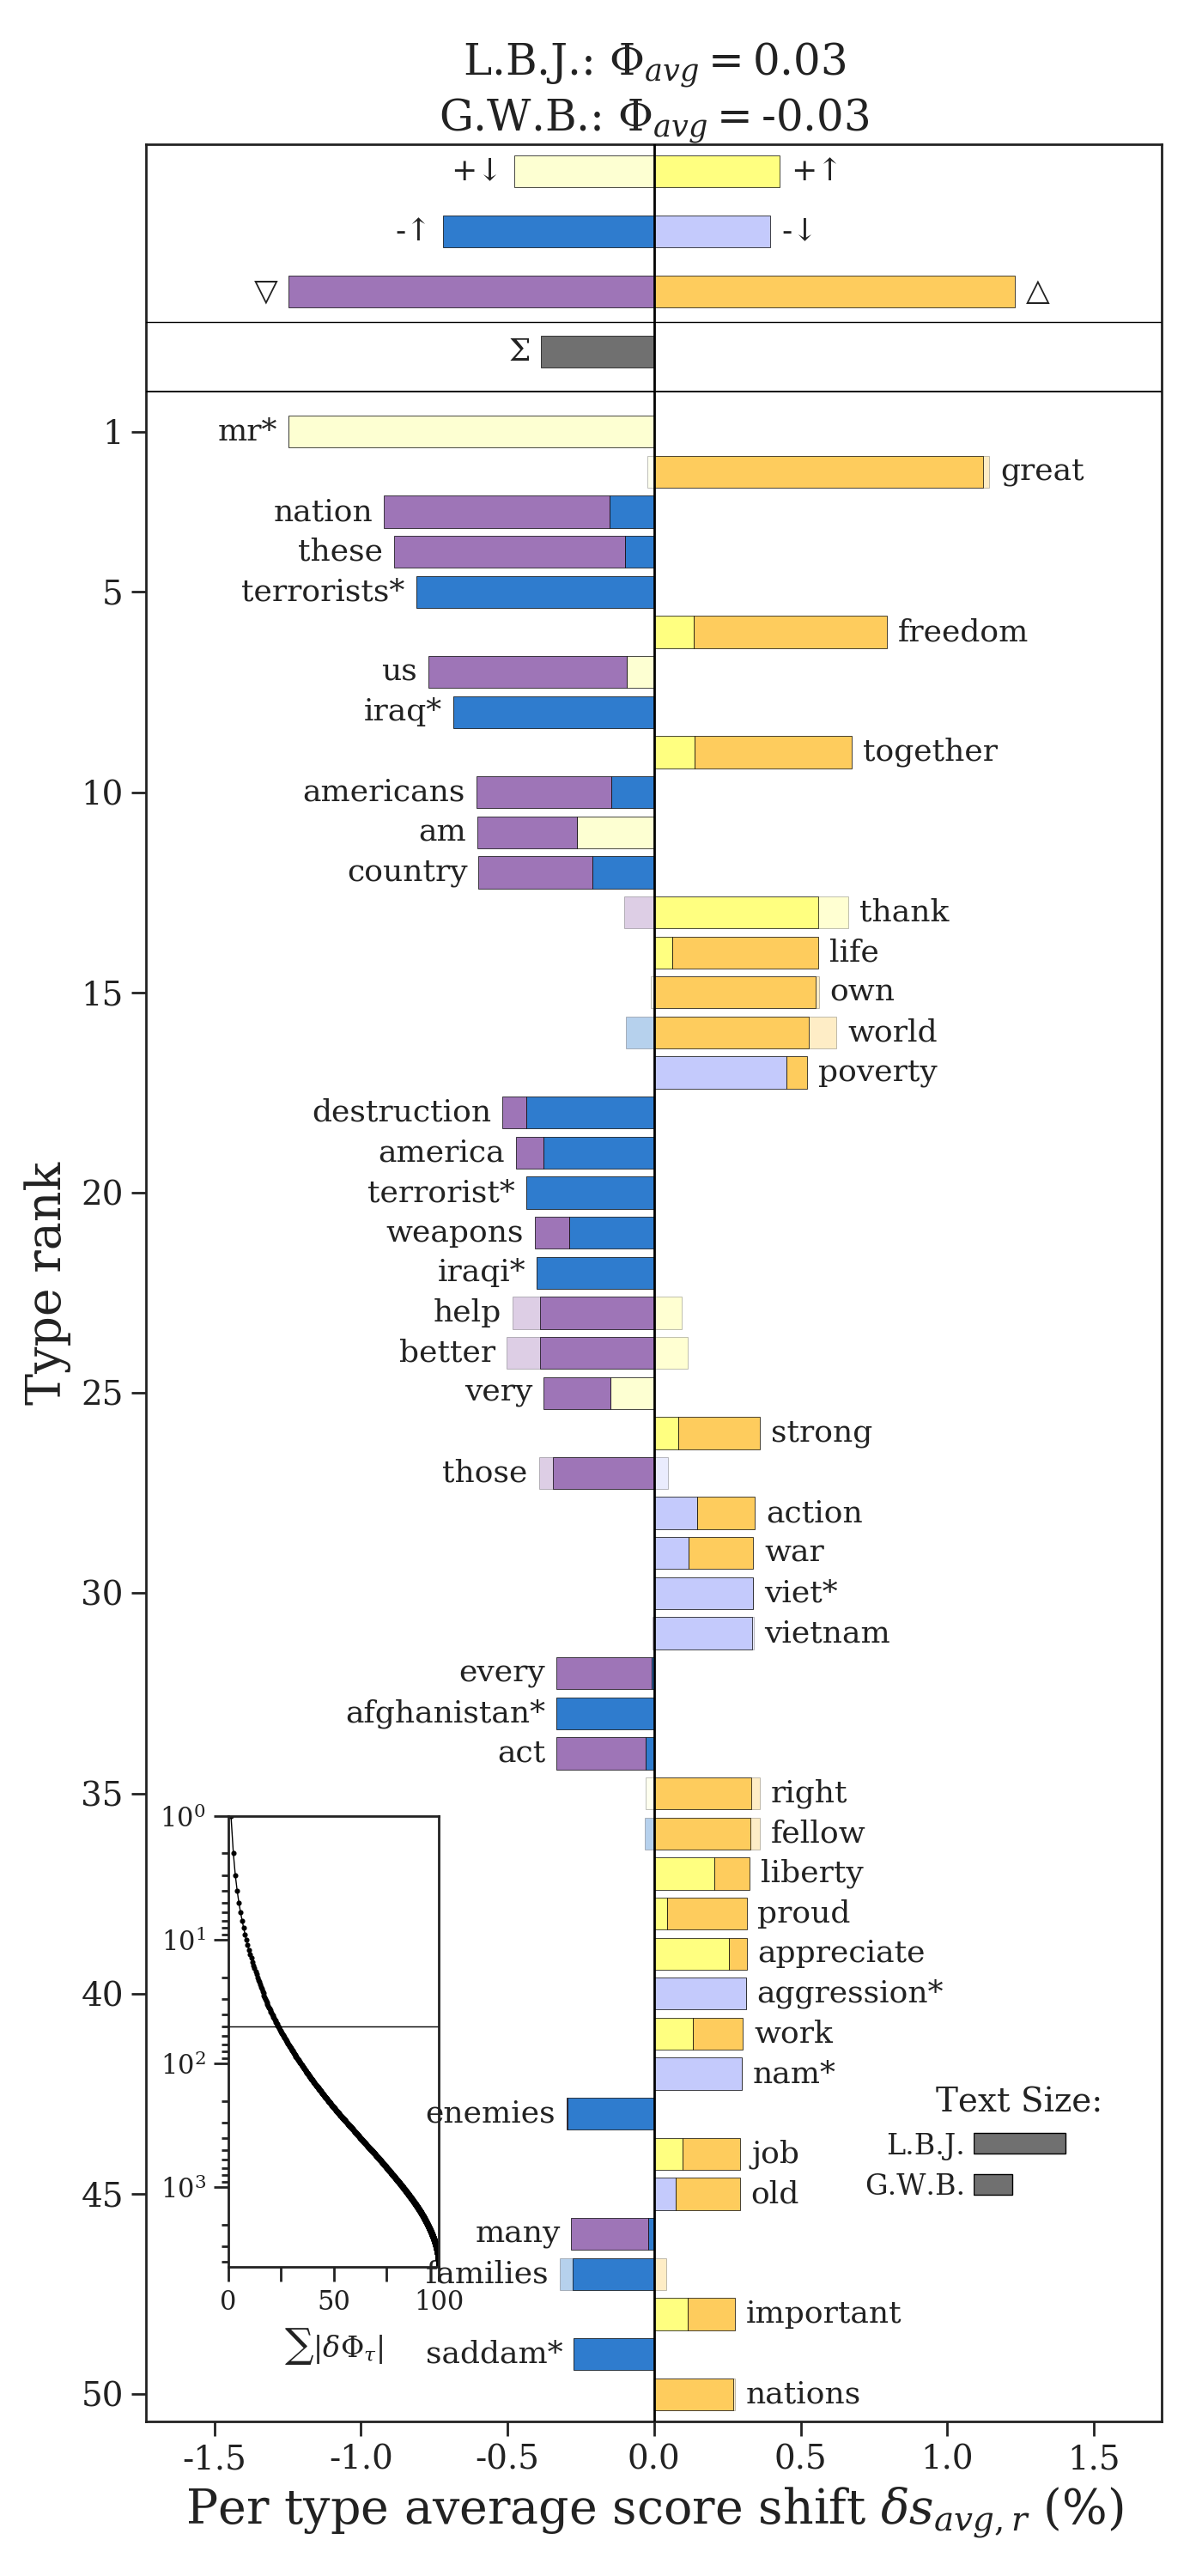 L.B.J.: Φavg = 0.03
G.W.B.: Φavg = -0.03
+↓ +↑
-↑ -↓
▽ △
Σ
1 mr*
great
nation
these
5 terrorists*
freedom
us
iraq*
together
10 americans
am
country
thank
life
15 own
world
poverty
destruction
america
20 terrorist*
weapons
iraqi*
help
better
25 very
strong
those
action
war
30 viet*
vietnam
every
afghanistan*
act
35 right
fellow
liberty
proud
appreciate
40 aggression*
work
nam*
enemies
job
45 old
many
families
important
saddam*
50 nations
Type rank
10⁰
10¹
10²
10³
0 50 100
∑|δΦτ|
Text Size:
L.B.J.
G.W.B.
-1.5 -1.0 -0.5 0.0 0.5 1.0 1.5
Per type average score shift δsavg, r (%)